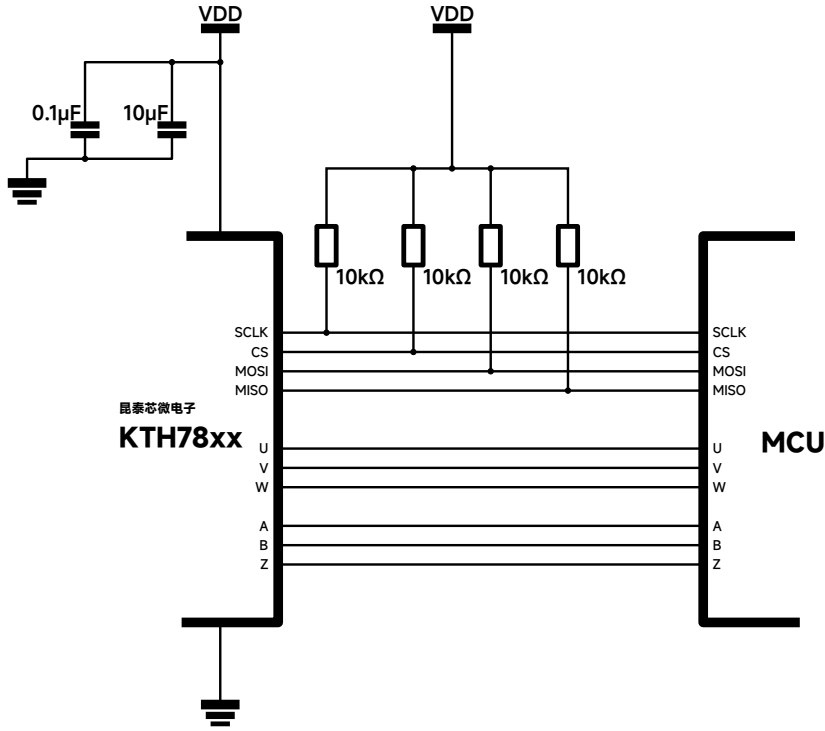 VDD
VDD
0.1μF
10μF
10kΩ
10kΩ
10kΩ
10kΩ
SCLK
SCLK
CS
CS
MOSI
MOSI
MISO
MISO
昆泰芯微电子
KTH78xx
MCU
U
U
V
V
W
W
A
A
B
B
Z
Z